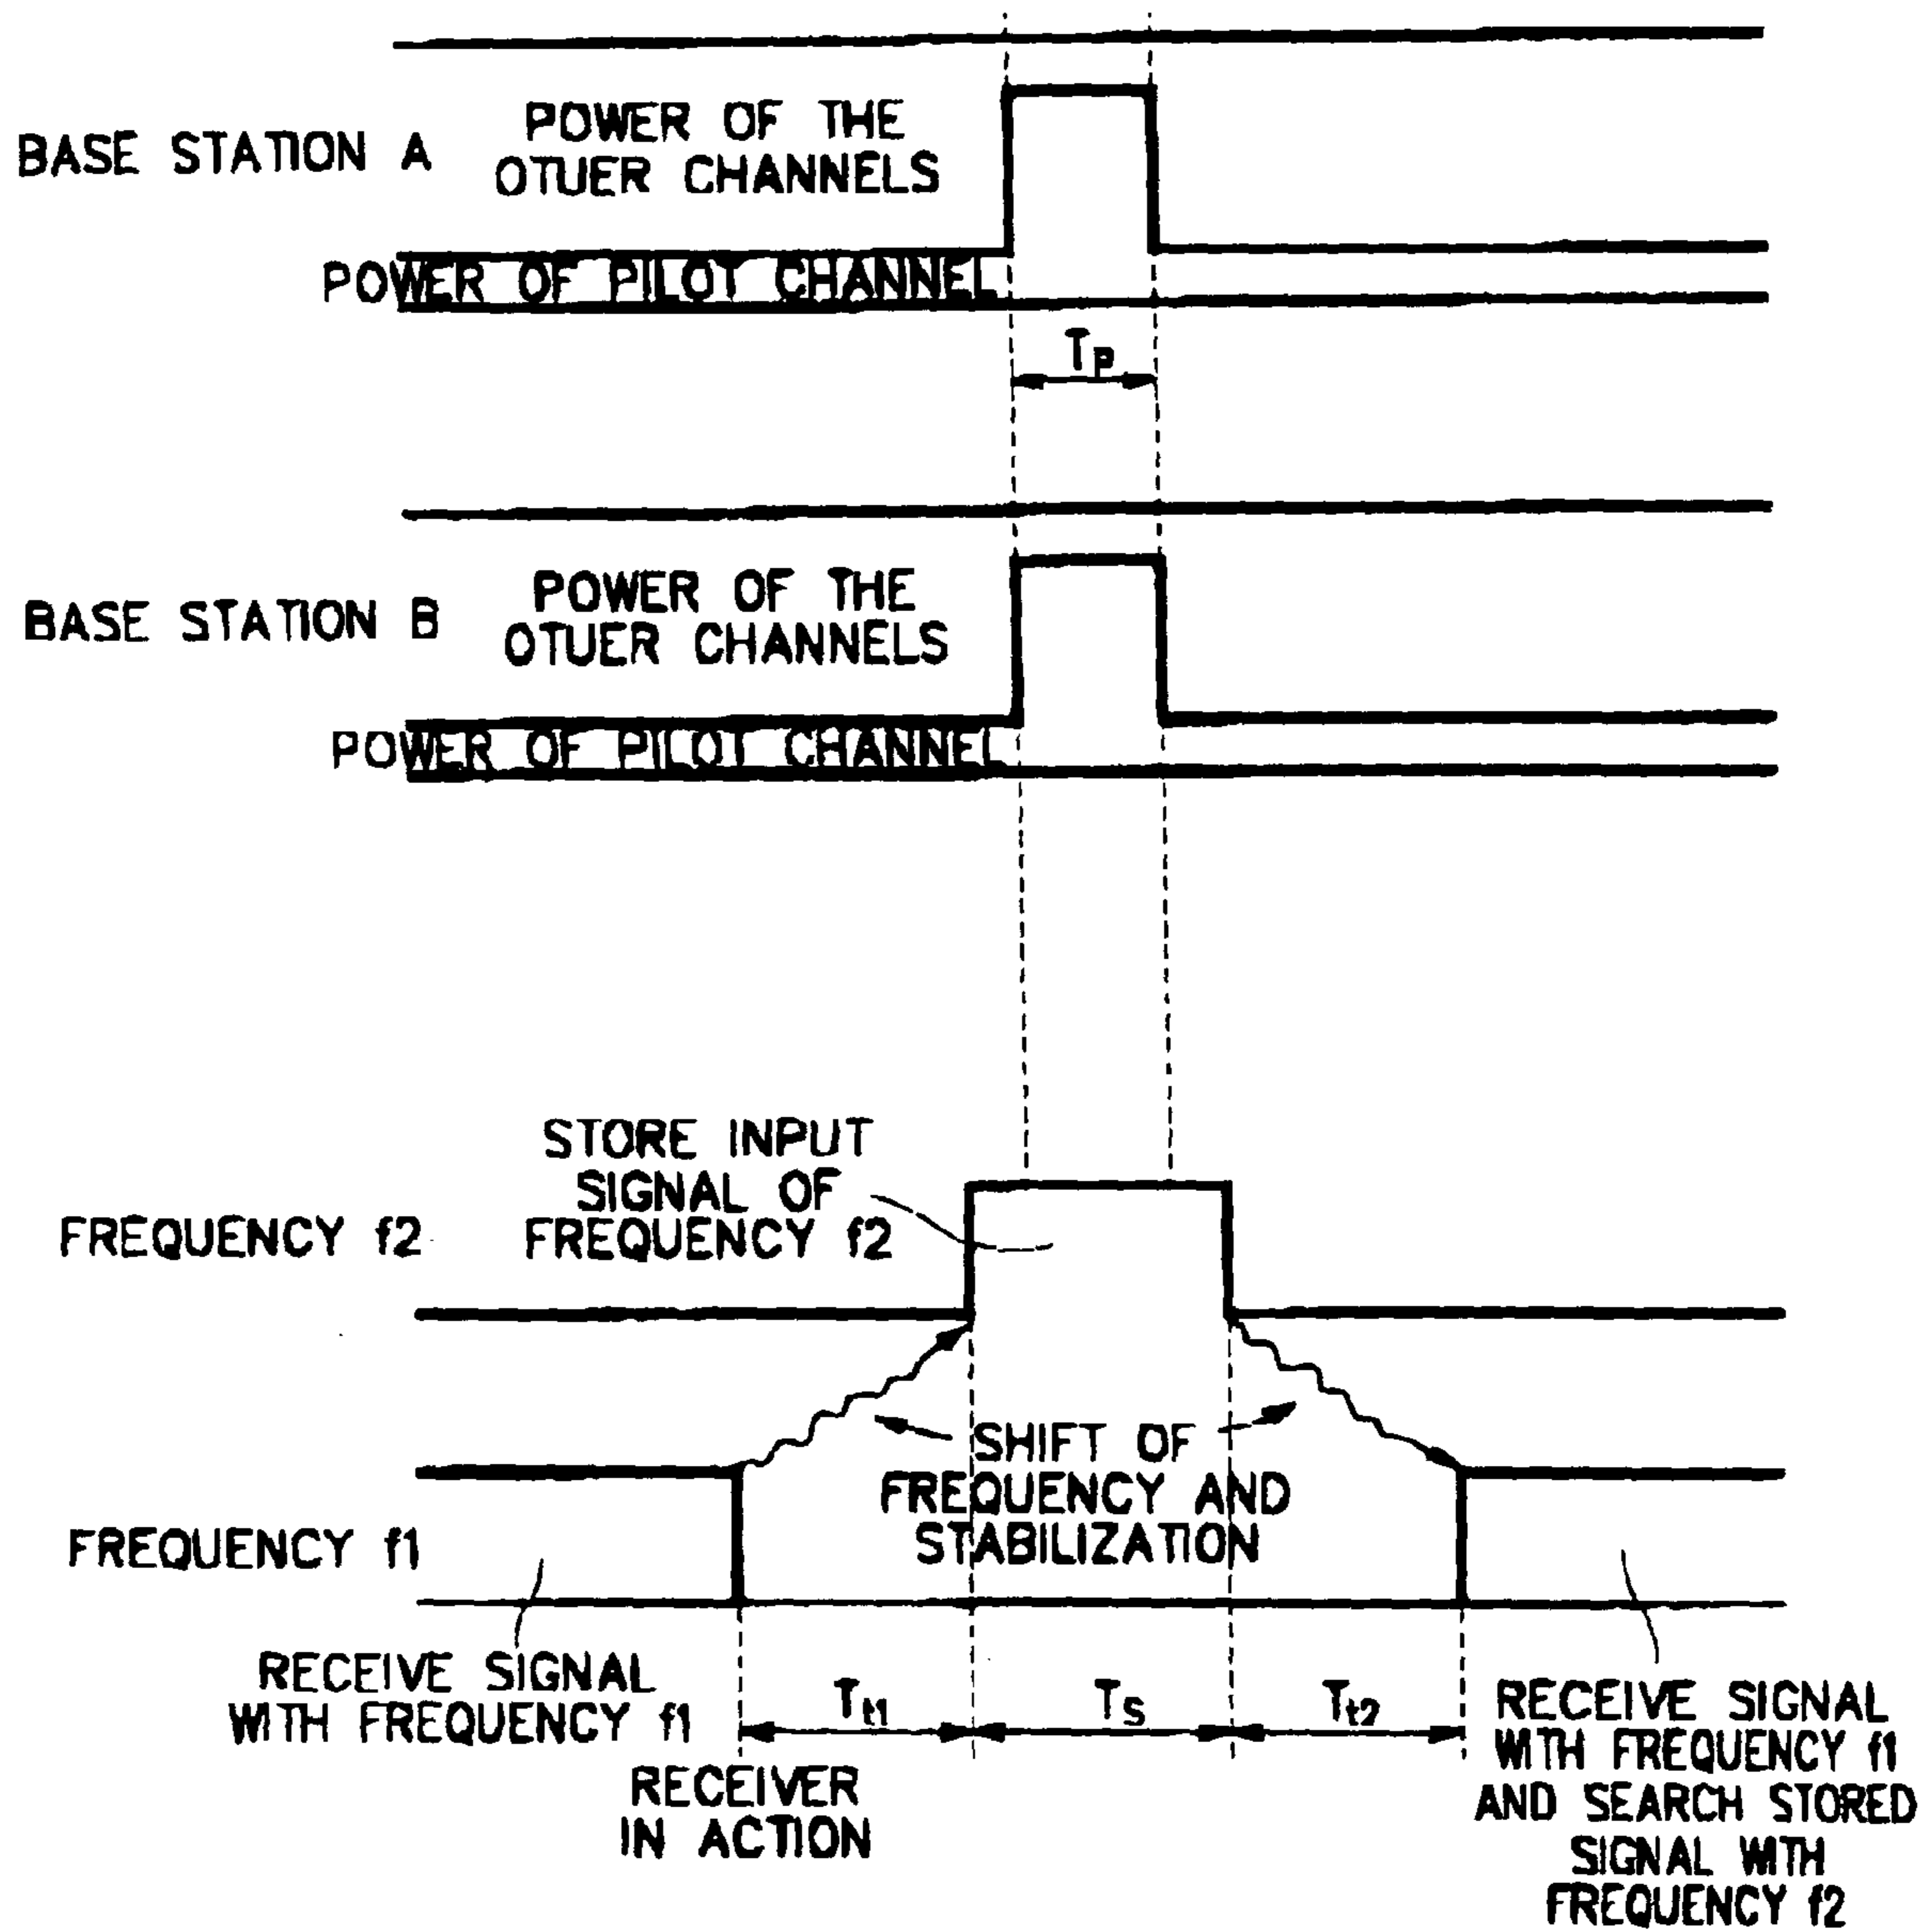 BASE STATION A
POWER OF THE
OTUER CHANNELS
POWER OF PILOT CHANNEL
TP
BASE STATION B
POWER OF THE
OTUER CHANNELS
POWER OF PILOT CHANNEL
STORE INPUT
SIGNAL OF
FREQUENCY f2
FREQUENCY f2
SHIFT OF
FREQUENCY AND
STABILIZATION
FREQUENCY f1
RECEIVE SIGNAL
WITH FREQUENCY f1
Tt1
TS
Tt2
RECEIVER
IN ACTION
RECEIVE SIGNAL
WITH FREQUENCY f1
AND SEARCH STORED
SIGNAL WITH
FREQUENCY f2